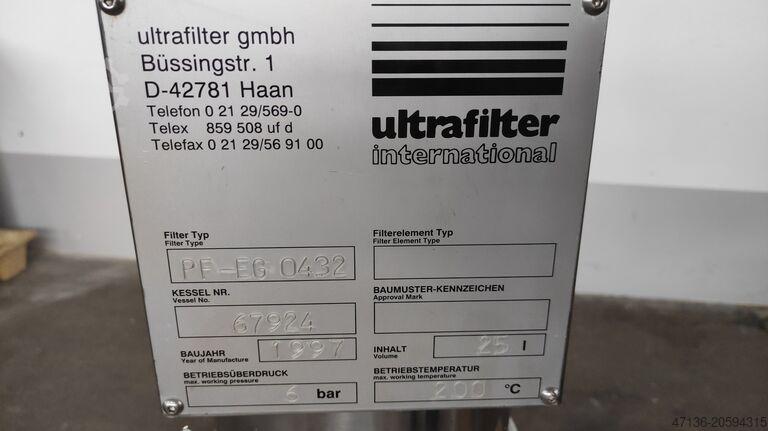 ultrafilter gmbh
Büssingstr. 1
D-42781 Haan
Telefon 0 21 29/569-0
Telex 859 508 uf d
Telefax 0 21 29/56 91 00
ultrafilter
international
Filter Typ
Filter Type
PF-EG 0432
Filterelement Typ
Filter Element Type
KESSEL NR.
Vessel No.
67924
BAUMUSTER-KENNZEICHEN
Approval Mark
BAUJAHR
Year of Manufacture
1997
INHALT
Volume
25 l
BETRIEBSÜBERDRUCK
max. working pressure
6 bar
BETRIEBSTEMPERATUR
max. working temperature
200 °C
47136-20594315